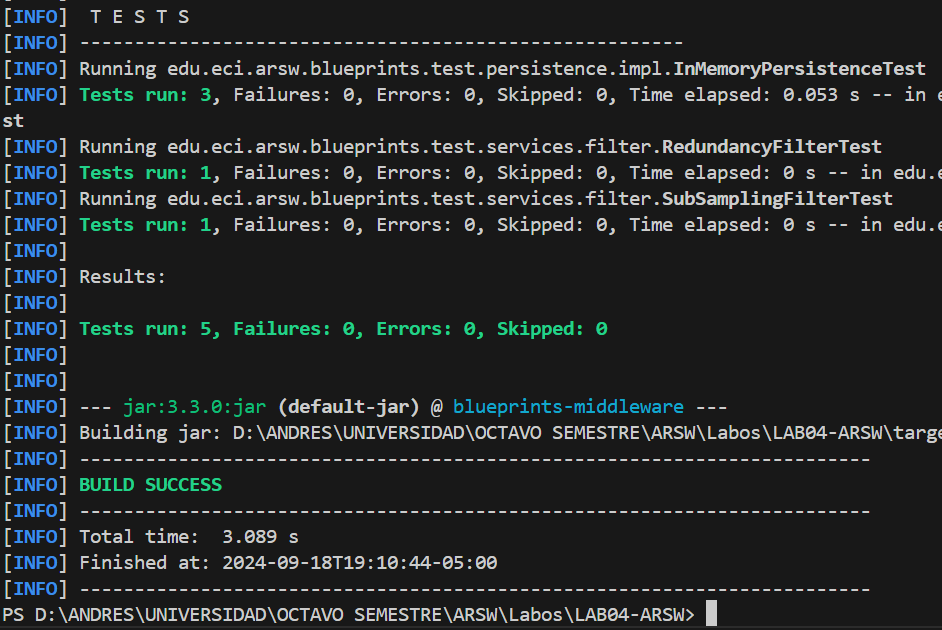 [INFO]  T E S T S
[INFO] -------------------------------------------------------
[INFO] Running edu.eci.arsw.blueprints.test.persistence.impl.InMemoryPersistenceTest
[INFO] Tests run: 3, Failures: 0, Errors: 0, Skipped: 0, Time elapsed: 0.053 s -- in e
st
[INFO] Running edu.eci.arsw.blueprints.test.services.filter.RedundancyFilterTest
[INFO] Tests run: 1, Failures: 0, Errors: 0, Skipped: 0, Time elapsed: 0 s -- in edu.e
[INFO] Running edu.eci.arsw.blueprints.test.services.filter.SubSamplingFilterTest
[INFO] Tests run: 1, Failures: 0, Errors: 0, Skipped: 0, Time elapsed: 0 s -- in edu.e
[INFO]
[INFO] Results:
[INFO]
[INFO] Tests run: 5, Failures: 0, Errors: 0, Skipped: 0
[INFO]
[INFO]
[INFO] --- jar:3.3.0:jar (default-jar) @ blueprints-middleware ---
[INFO] Building jar: D:\ANDRES\UNIVERSIDAD\OCTAVO SEMESTRE\ARSW\Labos\LAB04-ARSW\targe
[INFO] ------------------------------------------------------------------------
[INFO] BUILD SUCCESS
[INFO] ------------------------------------------------------------------------
[INFO] Total time:  3.089 s
[INFO] Finished at: 2024-09-18T19:10:44-05:00
[INFO] ------------------------------------------------------------------------
PS D:\ANDRES\UNIVERSIDAD\OCTAVO SEMESTRE\ARSW\Labos\LAB04-ARSW>